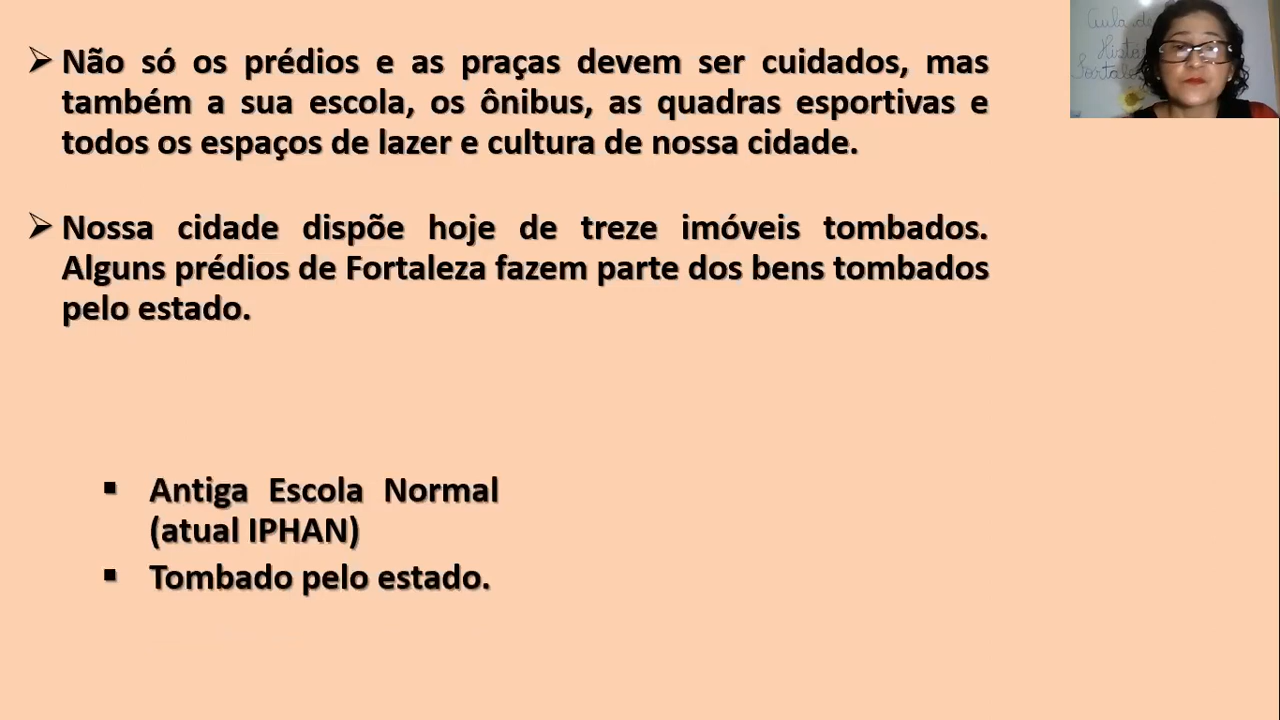 Não só os prédios e as praças devem ser cuidados, mas
também a sua escola, os ônibus, as quadras esportivas e
todos os espaços de lazer e cultura de nossa cidade.
Nossa cidade dispõe hoje de treze imóveis tombados.
Alguns prédios de Fortaleza fazem parte dos bens tombados
pelo estado.
Antiga Escola Normal
(atual IPHAN)
Tombado pelo estado.
Aula